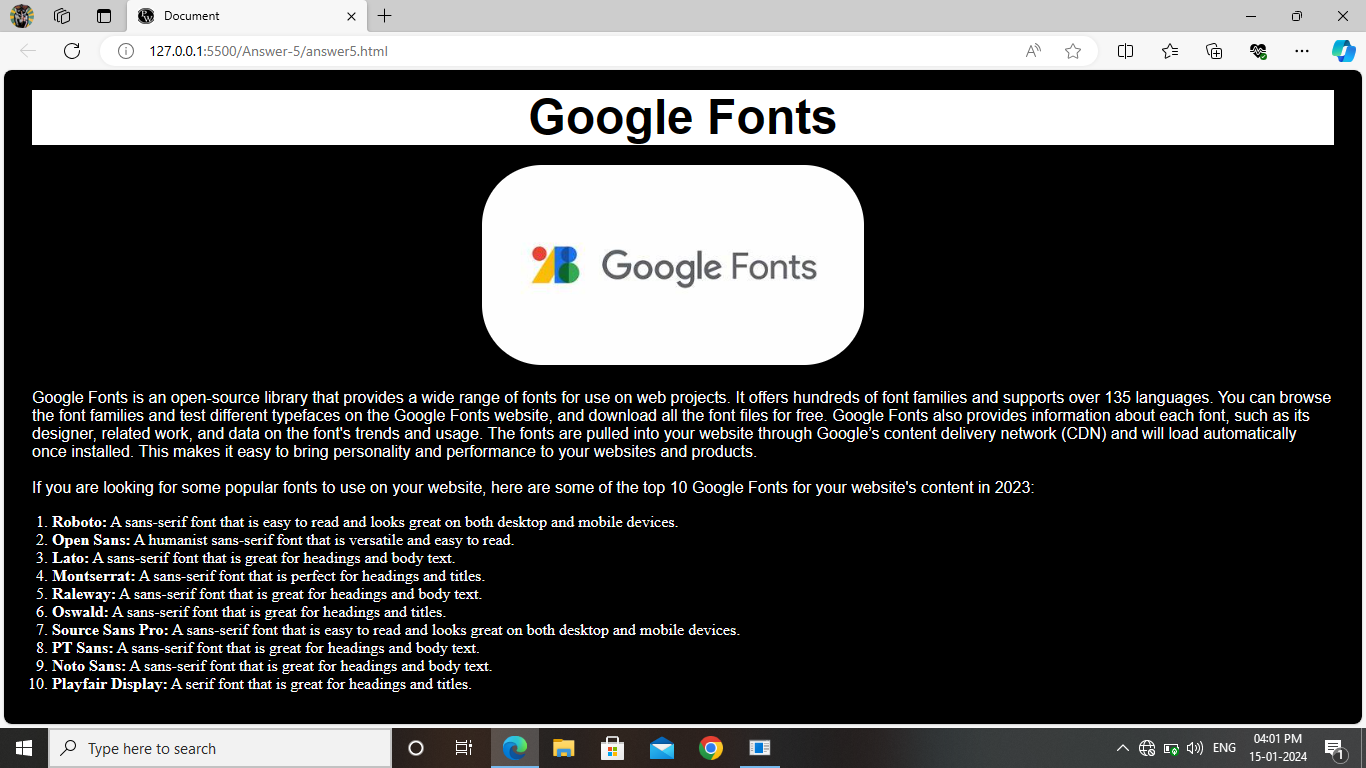 Document
127.0.0.1:5500/Answer-5/answer5.html
Google Fonts
Google Fonts
Google Fonts is an open-source library that provides a wide range of fonts for use on web projects. It offers hundreds of font families and supports over 135 languages. You can browse
the font families and test different typefaces on the Google Fonts website, and download all the font files for free. Google Fonts also provides information about each font, such as its
designer, related work, and data on the font's trends and usage. The fonts are pulled into your website through Google’s content delivery network (CDN) and will load automatically
once installed. This makes it easy to bring personality and performance to your websites and products.
If you are looking for some popular fonts to use on your website, here are some of the top 10 Google Fonts for your website's content in 2023:
1. Roboto: A sans-serif font that is easy to read and looks great on both desktop and mobile devices.
2. Open Sans: A humanist sans-serif font that is versatile and easy to read.
3. Lato: A sans-serif font that is great for headings and body text.
4. Montserrat: A sans-serif font that is perfect for headings and titles.
5. Raleway: A sans-serif font that is great for headings and body text.
6. Oswald: A sans-serif font that is great for headings and titles.
7. Source Sans Pro: A sans-serif font that is easy to read and looks great on both desktop and mobile devices.
8. PT Sans: A sans-serif font that is great for headings and body text.
9. Noto Sans: A sans-serif font that is great for headings and body text.
10. Playfair Display: A serif font that is great for headings and titles.
Type here to search
ENG
04:01 PM
15-01-2024
1